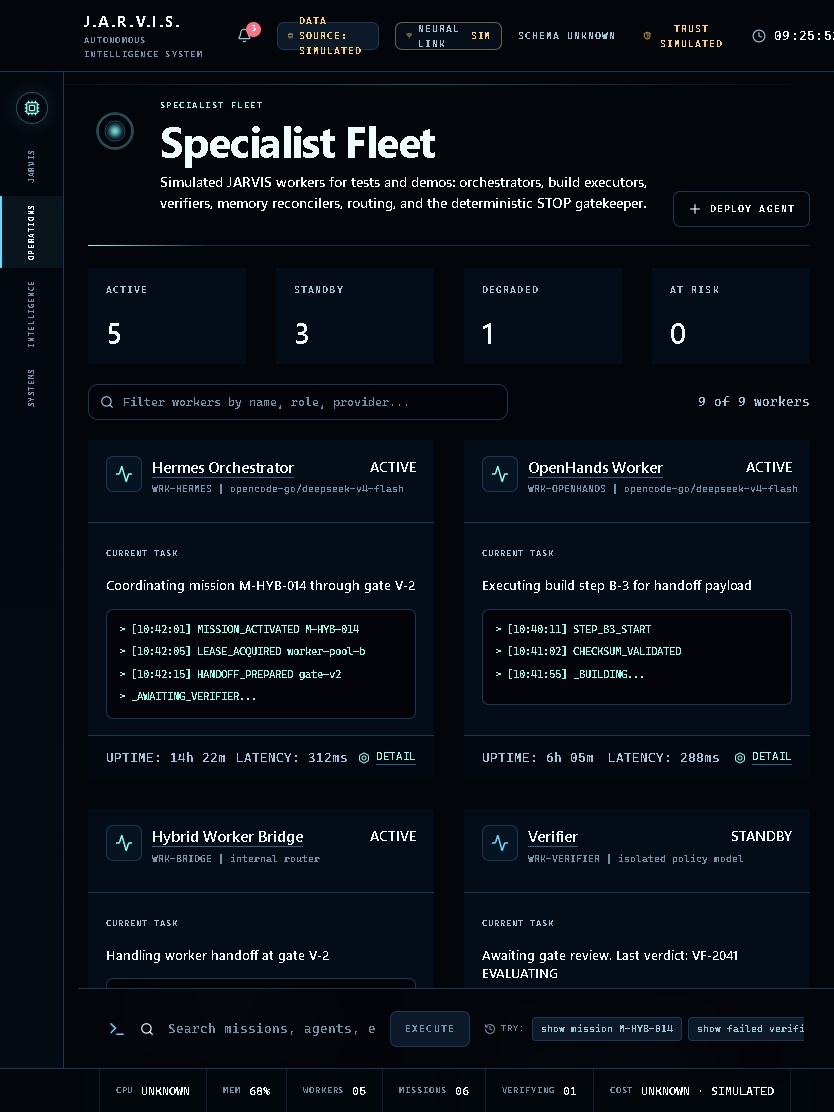 J.A.R.V.I.S.
AUTONOMOUS
INTELLIGENCE SYSTEM
3
DATA
SOURCE:
SIMULATED
NEURAL
LINK
SIM
SCHEMA UNKNOWN
TRUST
SIMULATED
09:25:5
JARVIS
OPERATIONS
INTELLIGENCE
SYSTEMS
SPECIALIST FLEET
Specialist Fleet
Simulated JARVIS workers for tests and demos: orchestrators, build executors,
verifiers, memory reconcilers, routing, and the deterministic STOP gatekeeper.
DEPLOY AGENT
ACTIVE
5
STANDBY
3
DEGRADED
1
AT RISK
0
Filter workers by name, role, provider...
9 of 9 workers
Hermes Orchestrator
ACTIVE
WRK-HERMES | opencode-go/deepseek-v4-flash
CURRENT TASK
Coordinating mission M-HYB-014 through gate V-2
> [10:42:01] MISSION_ACTIVATED M-HYB-014
> [10:42:05] LEASE_ACQUIRED worker-pool-b
> [10:42:15] HANDOFF_PREPARED gate-v2
> _AWAITING_VERIFIER...
UPTIME: 14h 22m LATENCY: 312ms DETAIL
OpenHands Worker
ACTIVE
WRK-OPENHANDS | opencode-go/deepseek-v4-flash
CURRENT TASK
Executing build step B-3 for handoff payload
> [10:40:11] STEP_B3_START
> [10:41:02] CHECKSUM_VALIDATED
> [10:41:55] _BUILDING...
UPTIME: 6h 05m LATENCY: 288ms DETAIL
Hybrid Worker Bridge
ACTIVE
WRK-BRIDGE | internal router
CURRENT TASK
Handling worker handoff at gate V-2
Verifier
STANDBY
WRK-VERIFIER | isolated policy model
CURRENT TASK
Awaiting gate review. Last verdict: VF-2041
EVALUATING
Search missions, agents, e
EXECUTE
TRY:
show mission M-HYB-014
show failed verifi
CPU UNKNOWN
MEM 68%
WORKERS 05
MISSIONS 06
VERIFYING 01
COST UNKNOWN · SIMULATED